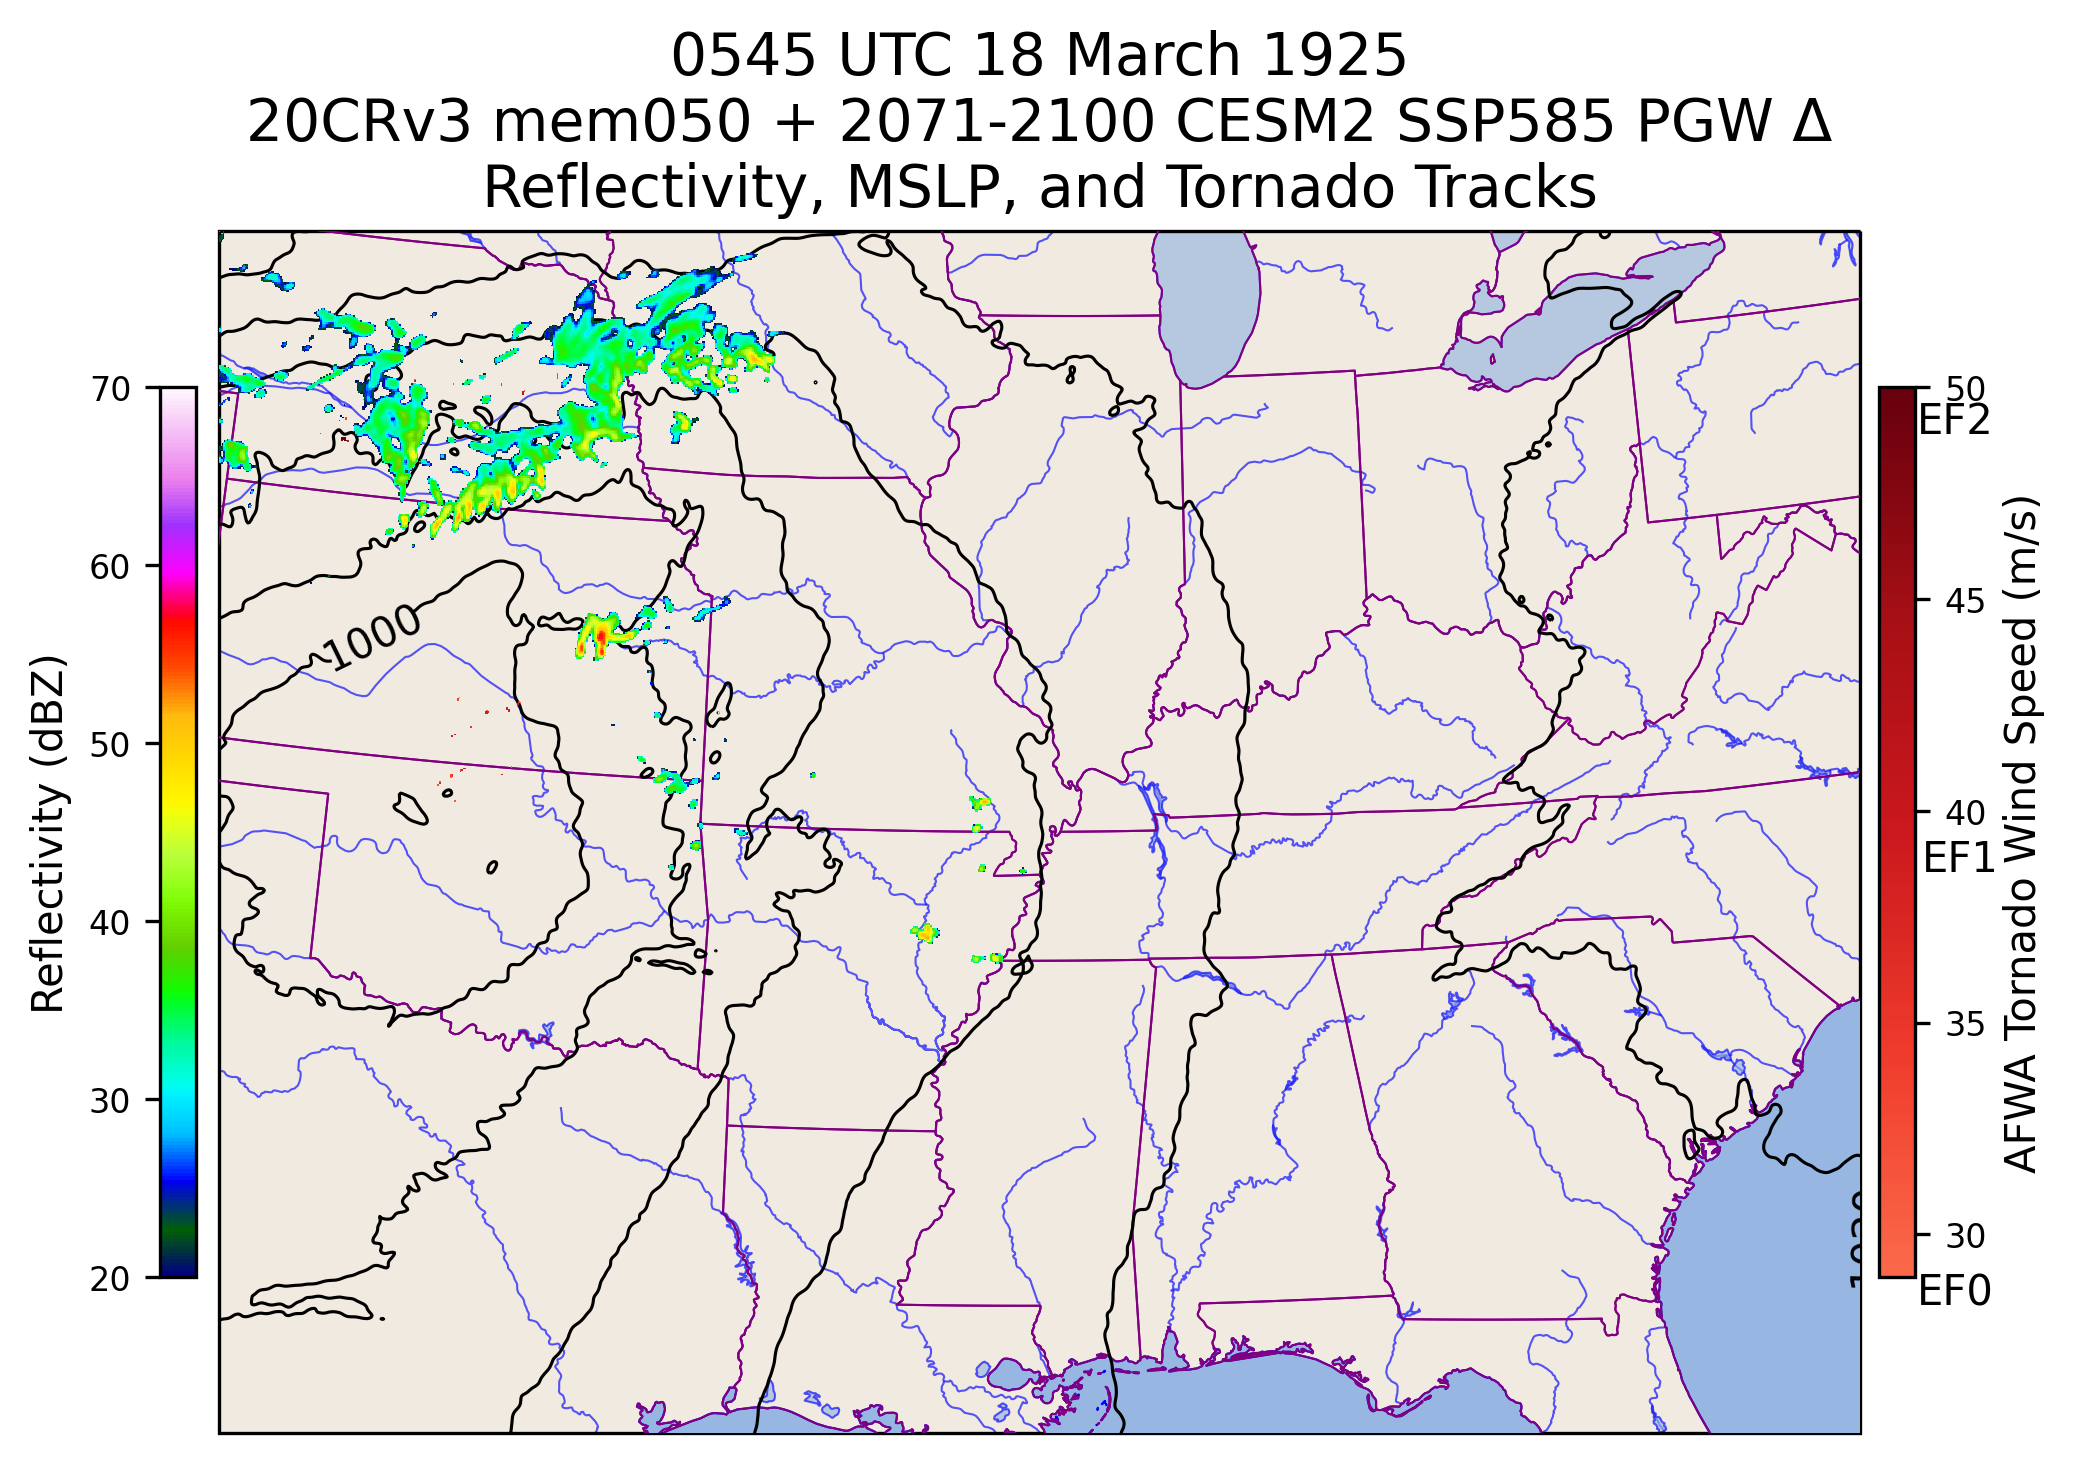 0545 UTC 18 March 1925
20CRv3 mem050 + 2071-2100 CESM2 SSP585 PGW Δ
Reflectivity, MSLP, and Tornado Tracks
70
60
50
40
30
20
Reflectivity (dBZ)
1000
1020
50
EF2
45
40
EF1
35
30
EF0
AFWA Tornado Wind Speed (m/s)